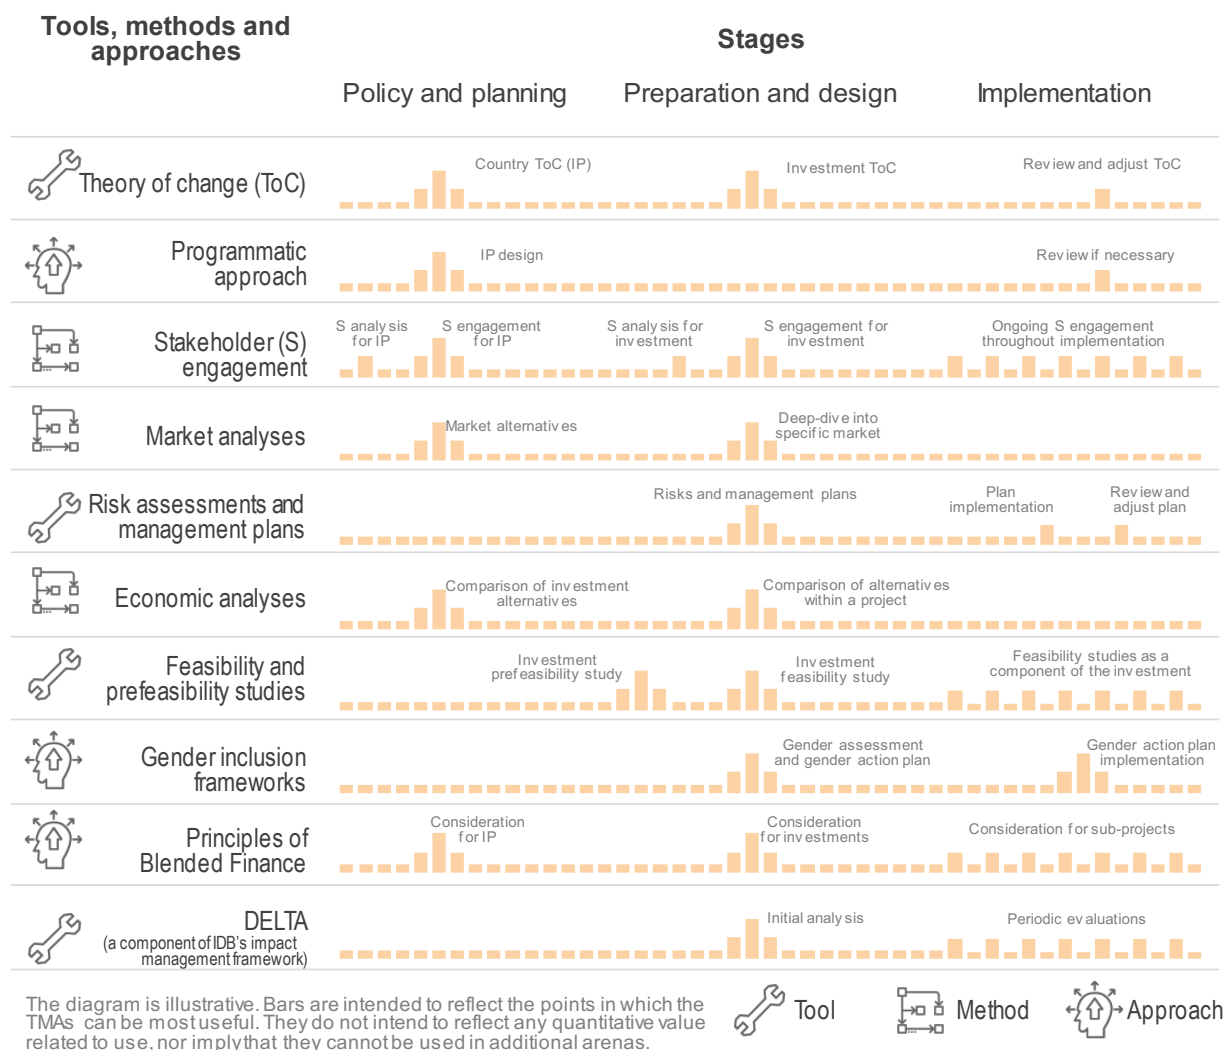 Tools, methods and
approaches
Stages
Policy and planning
Preparation and design
Implementation
Theory of change (ToC)
Country ToC (IP)
Investment ToC
Review and adjust ToC
Programmatic
approach
IP design
Review if necessary
Stakeholder (S)
engagement
S analysis
for IP
S engagement
for IP
S analysis for
investment
S engagement for
investment
Ongoing S engagement
throughout implementation
Market analyses
Market alternatives
Deep-dive into
specific market
Risk assessments and
management plans
Risks and management plans
Plan
implementation
Review and
adjust plan
Economic analyses
Comparison of investment
alternatives
Comparison of alternatives
within a project
Feasibility and
prefeasibility studies
Investment
prefeasibility study
Investment
feasibility study
Feasibility studies as a
component of the investment
Gender inclusion
frameworks
Gender assessment
and gender action plan
Gender action plan
implementation
Principles of
Blended Finance
Consideration
for IP
Consideration
for investments
Consideration for sub-projects
DELTA
(a component of IDB's impact
management framework)
Initial analysis
Periodic evaluations
The diagram is illustrative. Bars are intended to reflect the points in which the
TMAs can be most useful. They do not intend to reflect any quantitative value
related to use, nor imply that they cannot be used in additional arenas.
Tool
Method
Approach